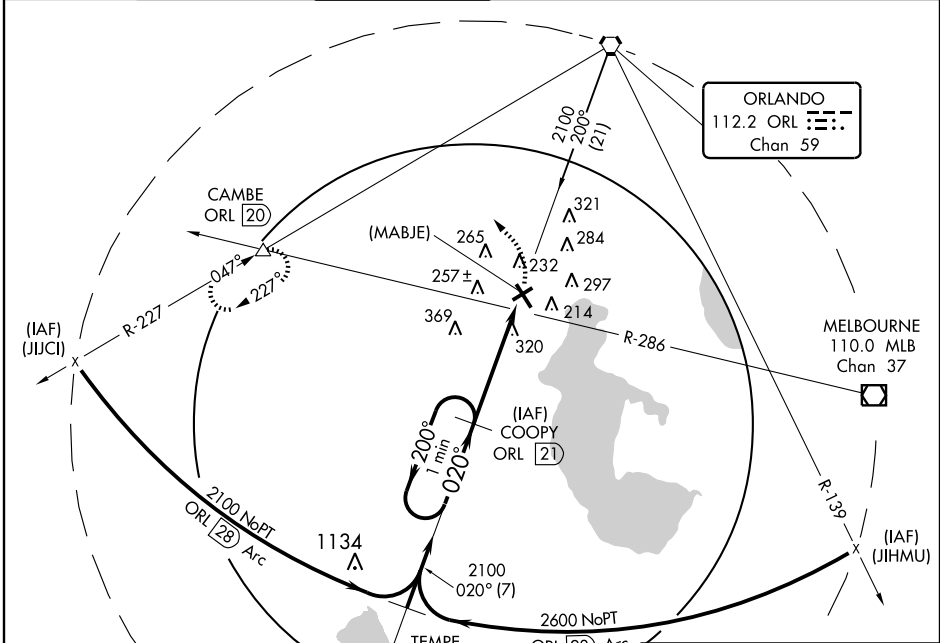 ORLANDO
112.2 ORL
Chan 59
2100
200°
(21)
CAMBE
ORL 20
(MABJE)
321
265
284
232
257±
297
214
369
320
047°
227°
R-227
(IAF)
(JIJCI)
R-286
MELBOURNE
110.0 MLB
Chan 37
(IAF)
COOPY
ORL 21
200°
1 min
020°
R-139
(IAF)
(JIHMU)
2100 NoPT
ORL 28 Arc
1134
2100
020° (7)
2600 NoPT
TEMPE